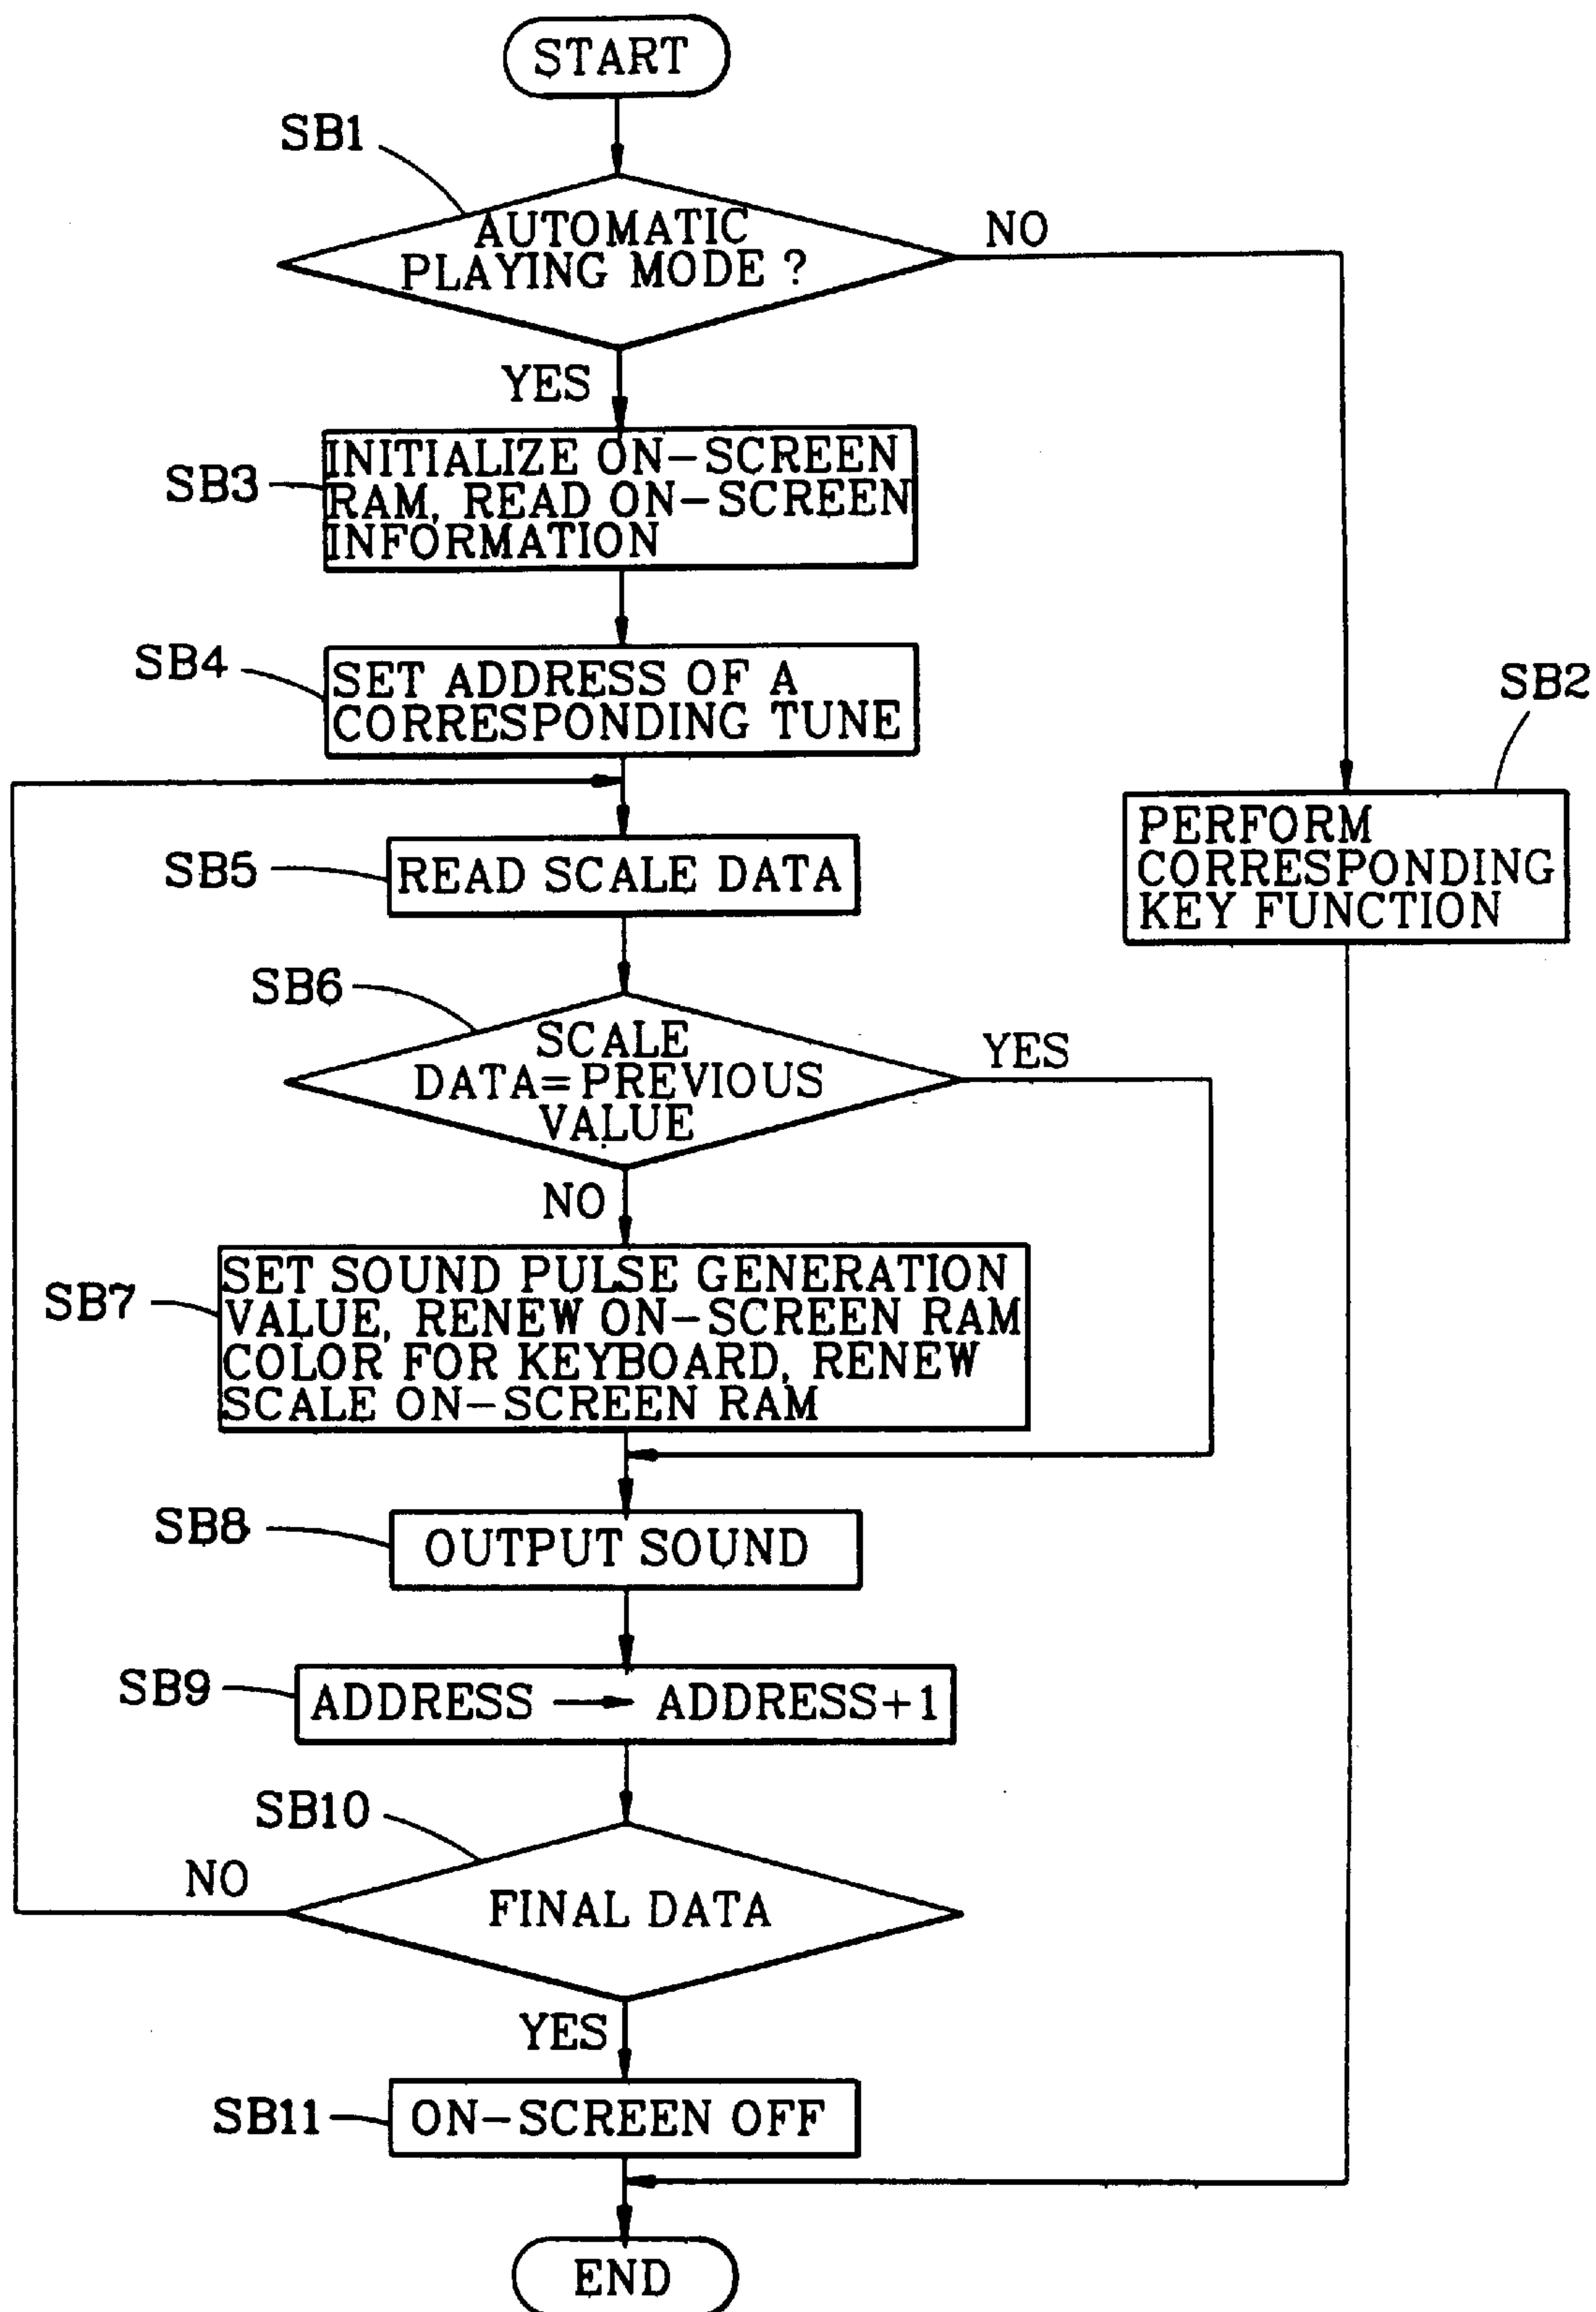 START
SB1
AUTOMATIC
PLAYING MODE ?
NO
YES
SB3
INITIALIZE ON-SCREEN
RAM, READ ON-SCREEN
INFORMATION
SB4
SET ADDRESS OF A
CORRESPONDING TUNE
SB2
PERFORM
CORRESPONDING
KEY FUNCTION
SB5
READ SCALE DATA
SB6
SCALE
DATA=PREVIOUS
VALUE
YES
NO
SB7
SET SOUND PULSE GENERATION
VALUE, RENEW ON-SCREEN RAM
COLOR FOR KEYBOARD, RENEW
SCALE ON-SCREEN RAM
SB8
OUTPUT SOUND
SB9
ADDRESS → ADDRESS+1
SB10
NO
FINAL DATA
YES
SB11
ON-SCREEN OFF
END